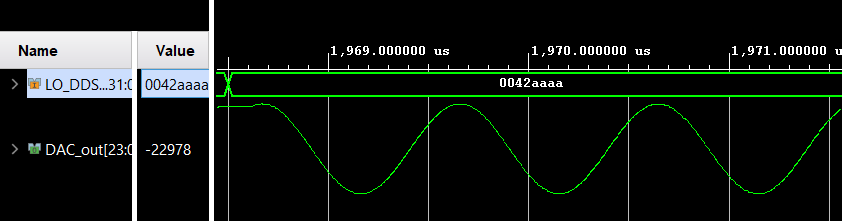 Name Value
1,969.000000 us 1,970.000000 us 1,971.000000 us
LO_DDS...31:0 0042aaaa 0042aaaa
DAC_out[23:0 -22978